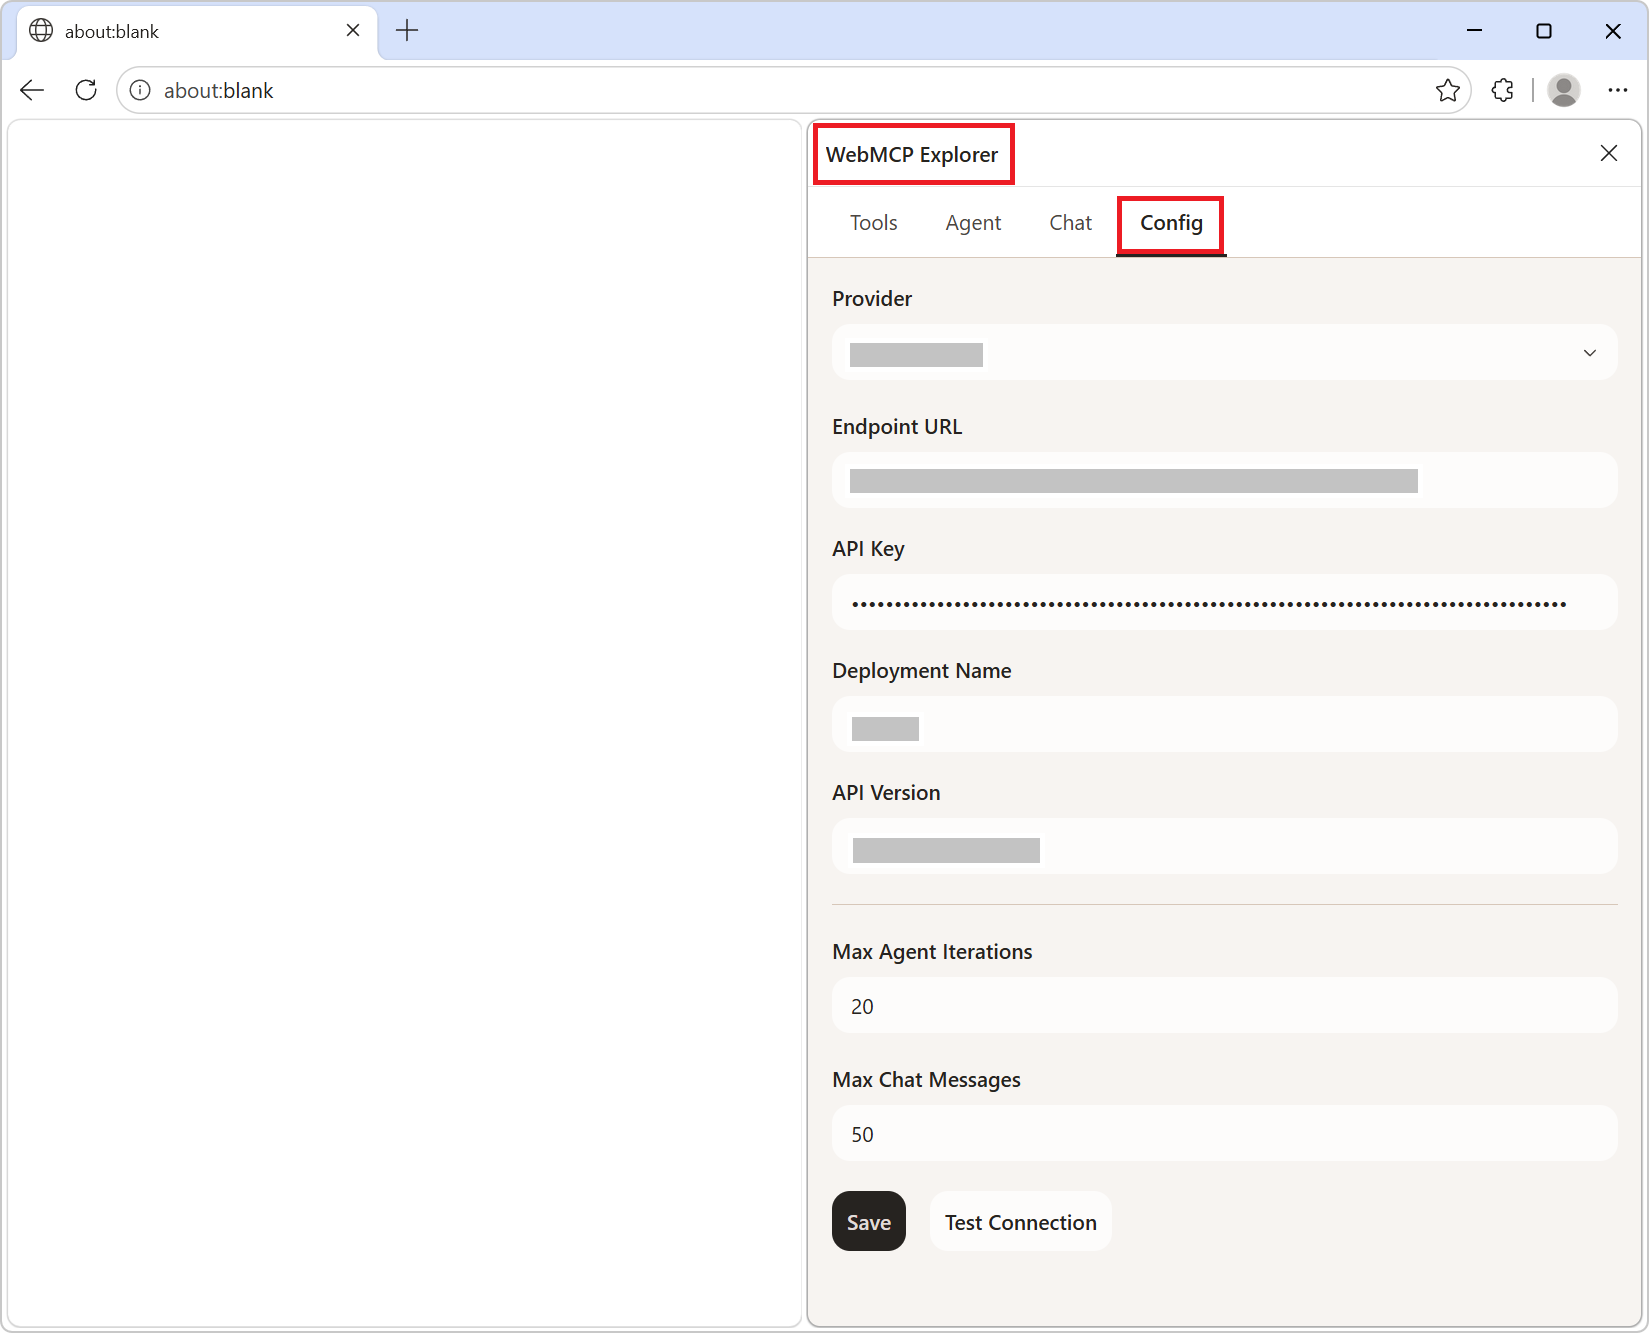 about:blank
about:blank
WebMCP Explorer
Tools Agent Chat Config
Provider
Endpoint URL
API Key
••••••••••••••••••••••••••••••••••••••••••••••••••••••••••••••••••••••••••••••••••••
Deployment Name
API Version
Max Agent Iterations
20
Max Chat Messages
50
Save Test Connection